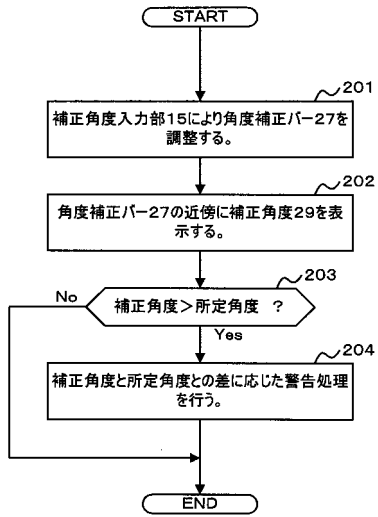 START
201
補正角度入力部15により角度補正バー27を
調整する。
202
角度補正バー27の近傍に補正角度29を表
示する。
203
No
補正角度>所定角度 ?
Yes
204
補正角度と所定角度との差に応じた警告処理
を行う。
END